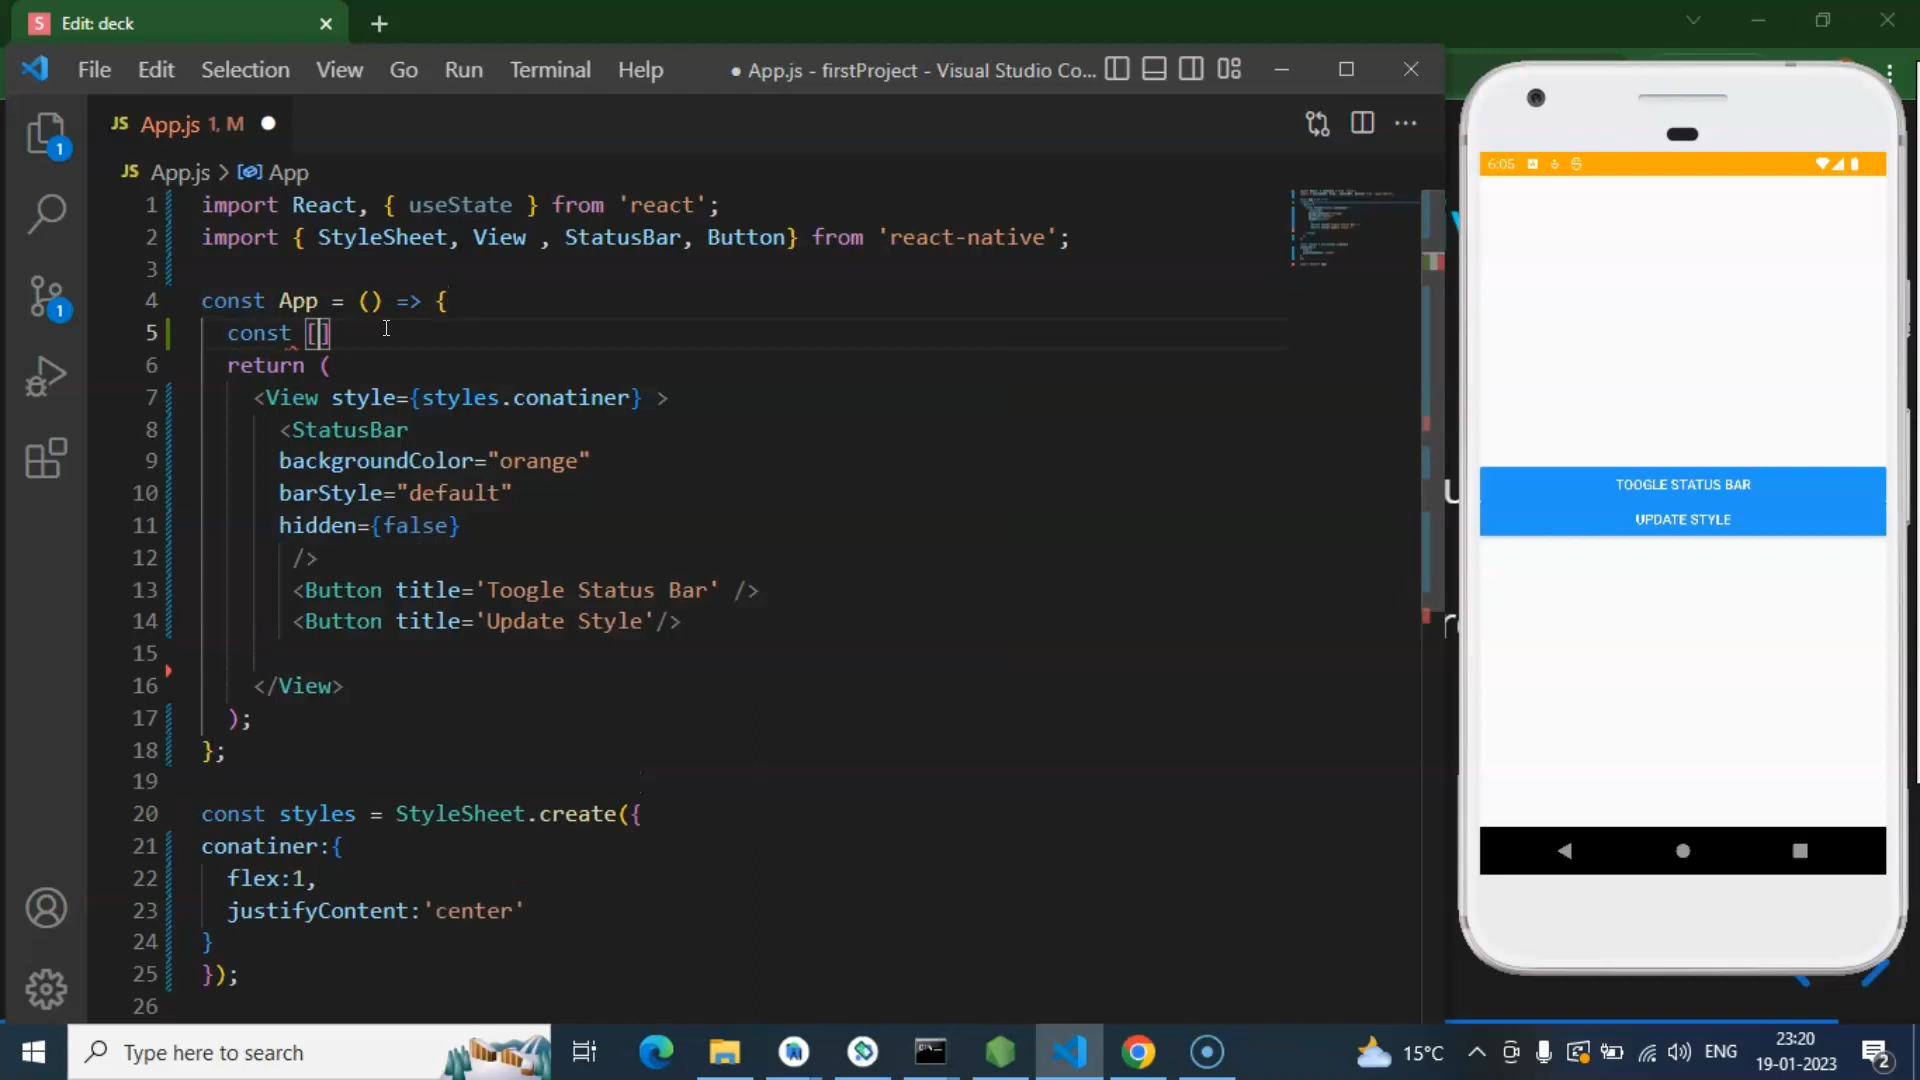 Edit: deck
File Edit Selection View Go Run Terminal Help
● App.js - firstProject - Visual Studio Co...
JS App.js 1, M
JS App.js > App
1 import React, { useState } from 'react';
2 import { StyleSheet, View , StatusBar, Button} from 'react-native';
3
4 const App = () => {
5 const []
6 return (
7 <View style={styles.conatiner} >
8 <StatusBar
9 backgroundColor="orange"
10 barStyle="default"
11 hidden={false}
12 />
13 <Button title='Toogle Status Bar' />
14 <Button title='Update Style'/>
15
16 </View>
17 );
18 };
19
20 const styles = StyleSheet.create({
21 conatiner:{
22 flex:1,
23 justifyContent:'center'
24 }
25 });
26
1
1
6:05
TOOGLE STATUS BAR
UPDATE STYLE
Type here to search
15°C
ENG
23:20
19-01-2023
2